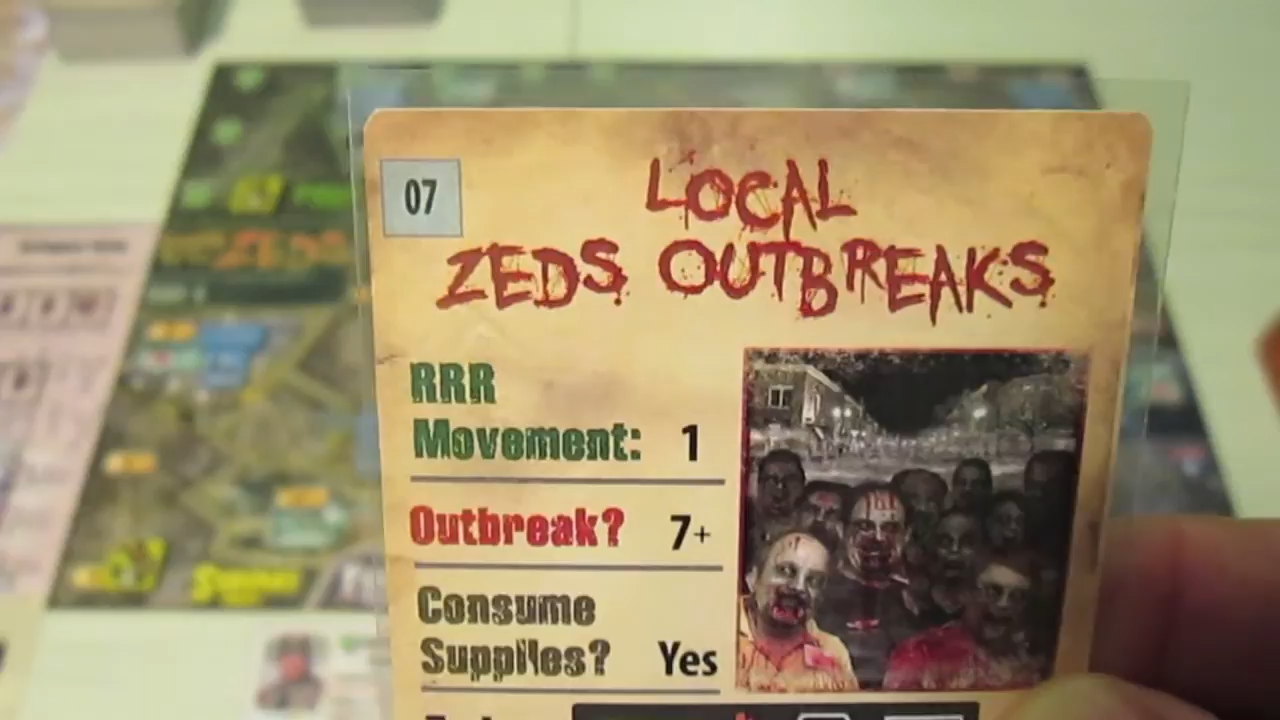 07
LOCAL
ZEDS OUTBREAKS
RRR
Movement: 1
Outbreak? 7+
Consume
Supplies? Yes